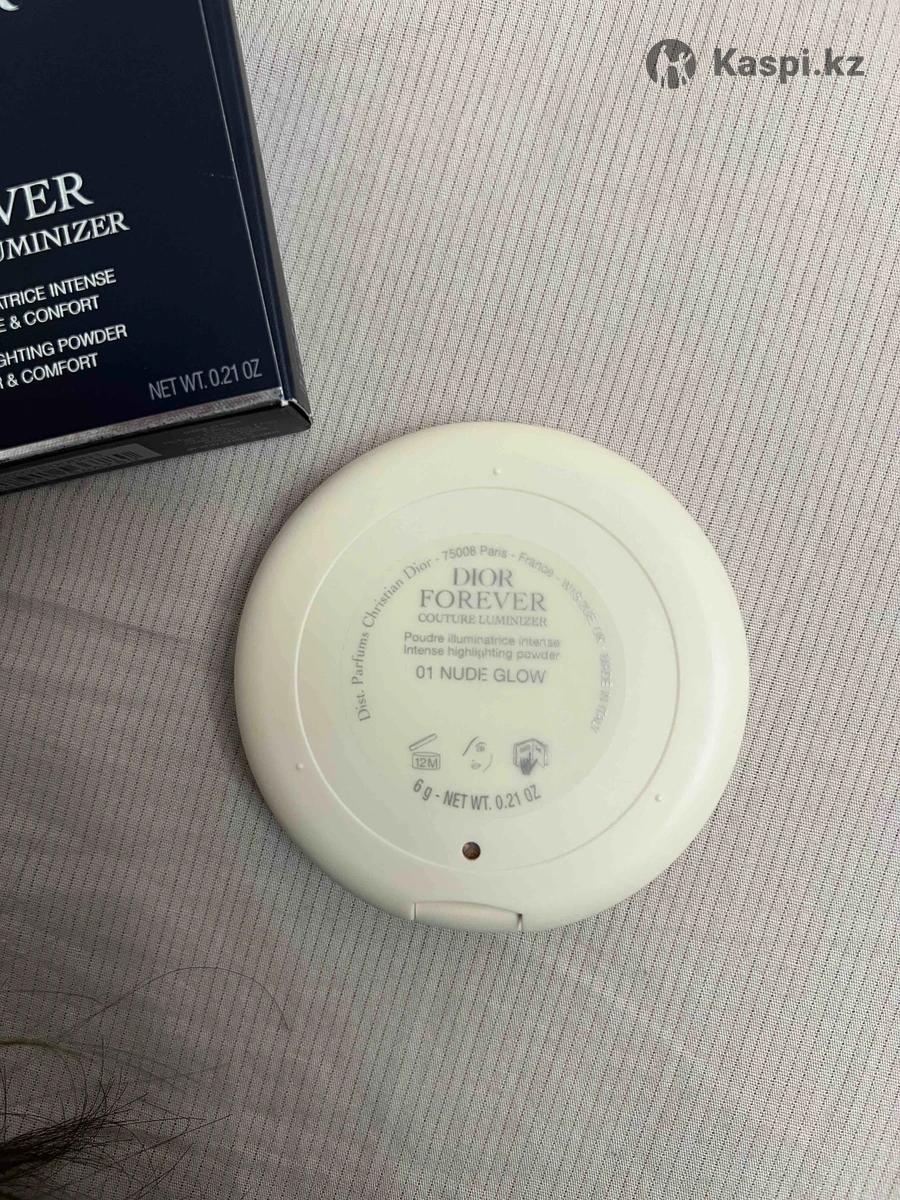 Kaspi.kz
VER
UMINIZER
ATRICE INTENSE
E & CONFORT
GHTING POWDER
R & COMFORT
NET WT. 0.21 OZ
Dist. Parfums Christian Dior - 75008 Paris - France -
MADE IN ITALY
DIOR
FOREVER
COUTURE LUMINIZER
Poudre illuminatrice intense
Intense highlighting powder
01 NUDE GLOW
12M
6 g - NET WT. 0.21 OZ